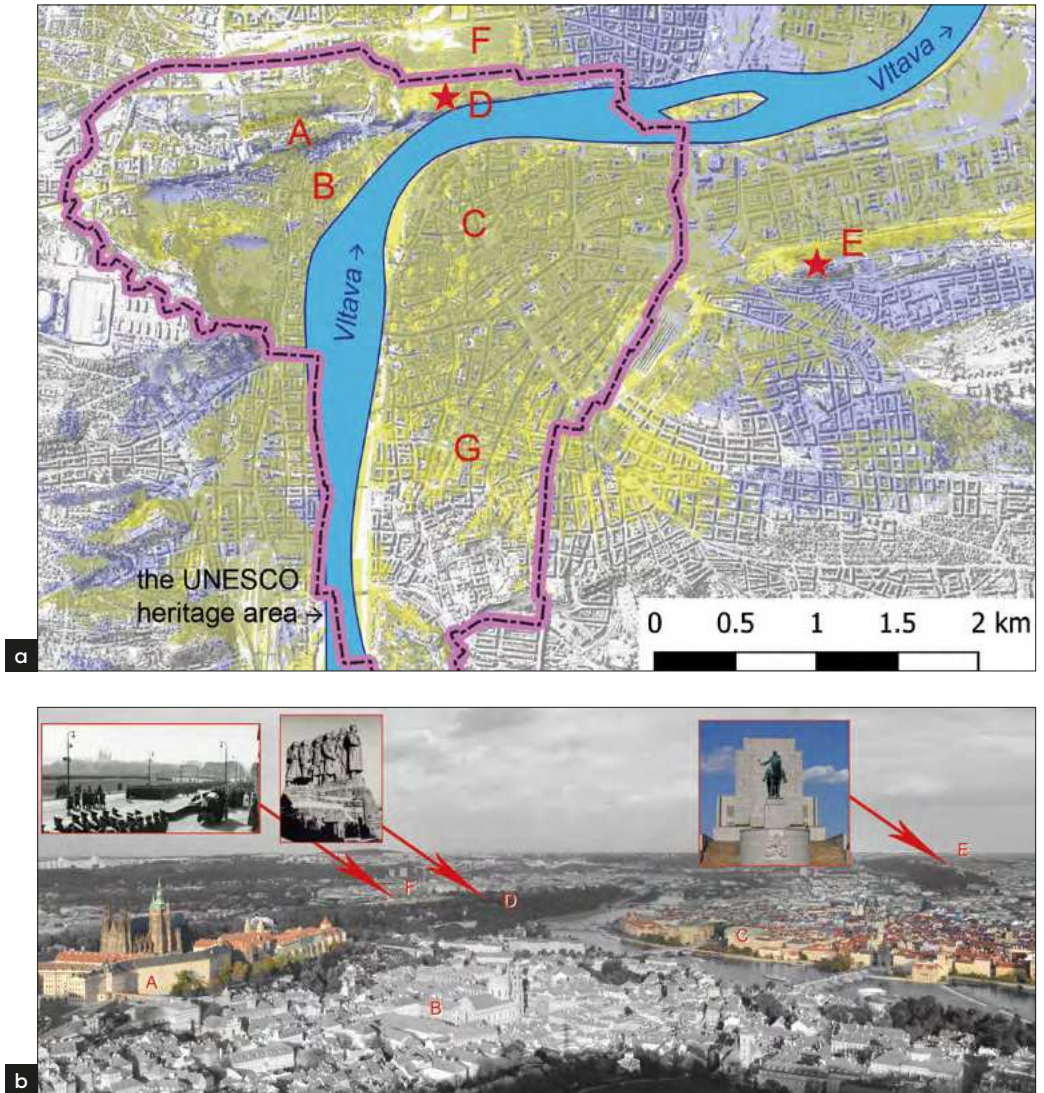 F
Vltava →
D
A
B
C
E
Vltava →
G
the UNESCO
heritage area →
0 0.5 1 1.5 2 km
a
E
F
D
C
A
B
b